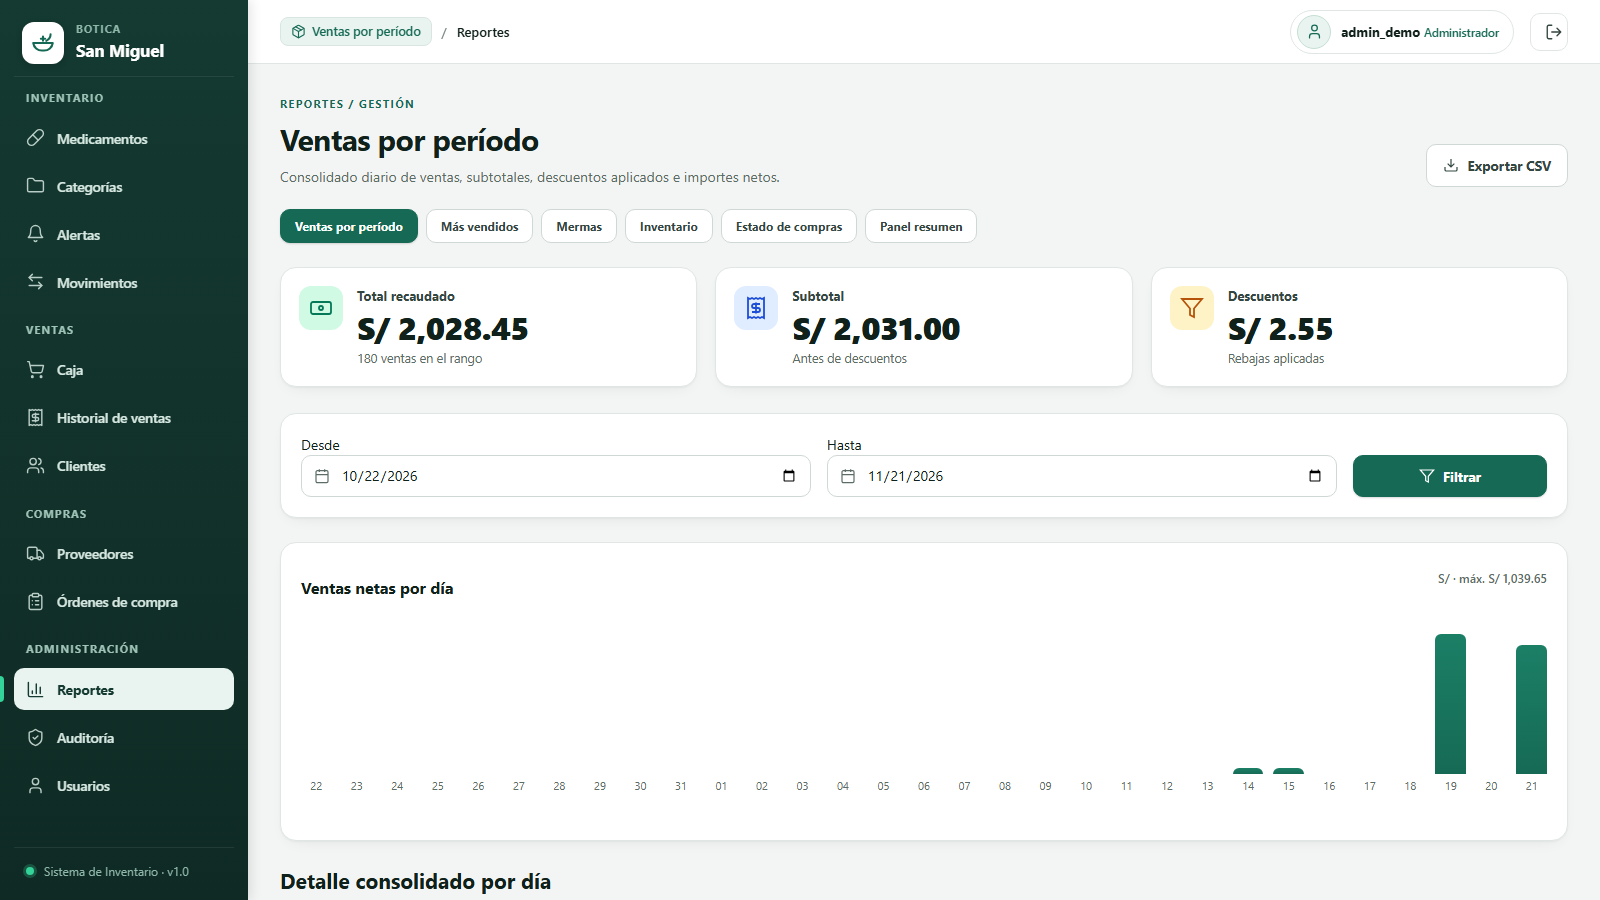 BOTICA
San Miguel
INVENTARIO
Medicamentos
Categorías
Alertas
Movimientos
VENTAS
Caja
Historial de ventas
Clientes
COMPRAS
Proveedores
Órdenes de compra
ADMINISTRACIÓN
Reportes
Auditoría
Usuarios
Sistema de Inventario · v1.0
Ventas por período / Reportes
admin_demo Administrador
REPORTES / GESTIÓN
Ventas por período
Consolidado diario de ventas, subtotales, descuentos aplicados e importes netos.
Exportar CSV
Ventas por período Más vendidos Mermas Inventario Estado de compras Panel resumen
Total recaudado
S/ 2,028.45
180 ventas en el rango
Subtotal
S/ 2,031.00
Antes de descuentos
Descuentos
S/ 2.55
Rebajas aplicadas
Desde
10/22/2026
Hasta
11/21/2026
Filtrar
Ventas netas por día
S/ · máx. S/ 1,039.65
22 23 24 25 26 27 28 29 30 31 01 02 03 04 05 06 07 08 09 10 11 12 13 14 15 16 17 18 19 20 21
Detalle consolidado por día